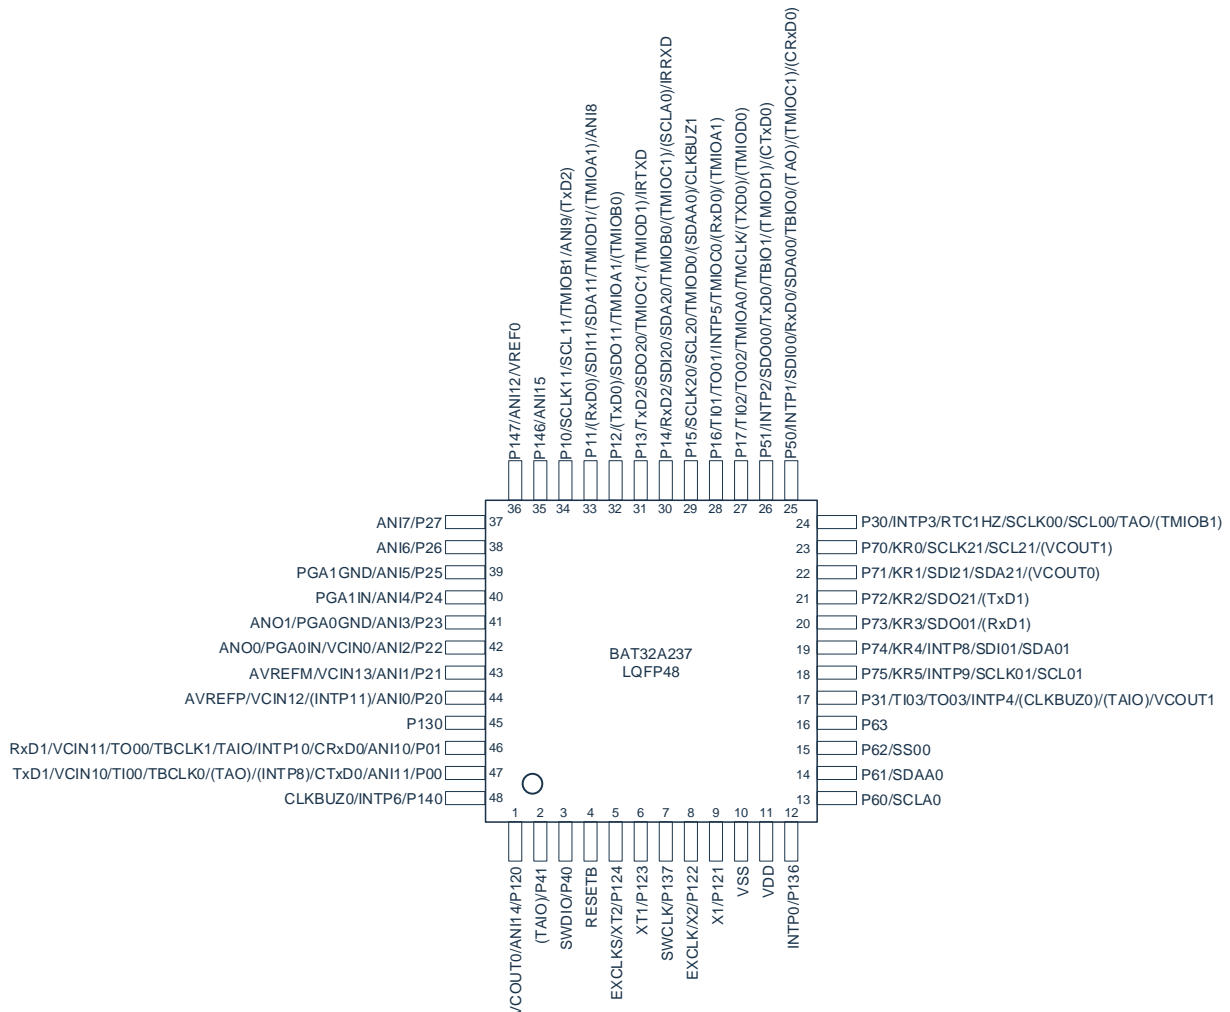 P147/ANI12/VREF0
P146/ANI15
P10/SCLK11/SCL11/TMIOB1/ANI9/(TxD2)
P11/(RxD0)/SDI11/SDA11/TMIOD1/(TMIOA1)/ANI8
P12/(TxD0)/SDO11/TMIOA1/(TMIOB0)
P13/TxD2/SDO20/TMIOC1/(TMIOD1)/IRTXD
P14/RxD2/SDI20/SDA20/TMIOB0/(TMIOC1)/(SCLA0)/IRRXD
P15/SCLK20/SCL20/TMIOD0/(SDAA0)/CLKBUZ1
P16/TI01/TO01/INTP5/TMIOC0/(RxD0)/(TMIOA1)
P17/TI02/TO02/TMIOA0/TMCLK/(TXD0)/(TMIOD0)
P51/INTP2/SDO00/TxD0/TBIO1/(TMIOD1)/(CTxD0)
P50/INTP1/SDI00/RxD0/SDA00/TBIO0/(TAO)/(TMIOC1)/(CRxD0)
36 35 34 33 32 31 30 29 28 27 26 25
ANI7/P27 37
ANI6/P26 38
PGA1GND/ANI5/P25 39
PGA1IN/ANI4/P24 40
ANO1/PGA0GND/ANI3/P23 41
ANO0/PGA0IN/VCIN0/ANI2/P22 42
AVREFM/VCIN13/ANI1/P21 43
AVREFP/VCIN12/(INTP11)/ANI0/P20 44
P130 45
RxD1/VCIN11/TO00/TBCLK1/TAIO/INTP10/CRxD0/ANI10/P01 46
TxD1/VCIN10/TI00/TBCLK0/(TAO)/(INTP8)/CTxD0/ANI11/P00 47
CLKBUZ0/INTP6/P140 48
BAT32A237
LQFP48
24 P30/INTP3/RTC1HZ/SCLK00/SCL00/TAO/(TMIOB1)
23 P70/KR0/SCLK21/SCL21/(VCOUT1)
22 P71/KR1/SDI21/SDA21/(VCOUT0)
21 P72/KR2/SDO21/(TxD1)
20 P73/KR3/SDO01/(RxD1)
19 P74/KR4/INTP8/SDI01/SDA01
18 P75/KR5/INTP9/SCLK01/SCL01
17 P31/TI03/TO03/INTP4/(CLKBUZ0)/(TAIO)/VCOUT1
16 P63
15 P62/SS00
14 P61/SDAA0
13 P60/SCLA0
1 2 3 4 5 6 7 8 9 10 11 12
VCOUT0/ANI14/P120
(TAIO)/P41
SWDIO/P40
RESETB
EXCLKS/XT2/P124
XT1/P123
SWCLK/P137
EXCLK/X2/P122
X1/P121
VSS
VDD
INTP0/P136